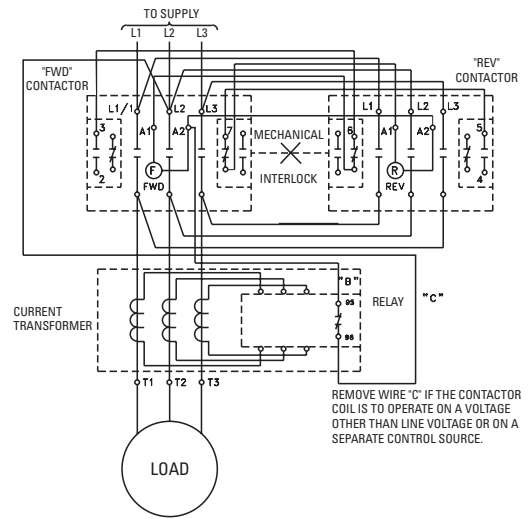 TO SUPPLY
L1 L2 L3
"FWD"
CONTACTOR
"REV"
CONTACTOR
L1/1 L2 L3
L1 L2 L3
3 A1 A2 7
MECHANICAL
6 A1 A2 5
2
F
FWD
INTERLOCK
R
REV
4
"B"
"C"
95
RELAY
CURRENT
TRANSFORMER
96
T1 T2 T3
REMOVE WIRE "C" IF THE CONTACTOR
COIL IS TO OPERATE ON A VOLTAGE
OTHER THAN LINE VOLTAGE OR ON A
SEPARATE CONTROL SOURCE.
LOAD